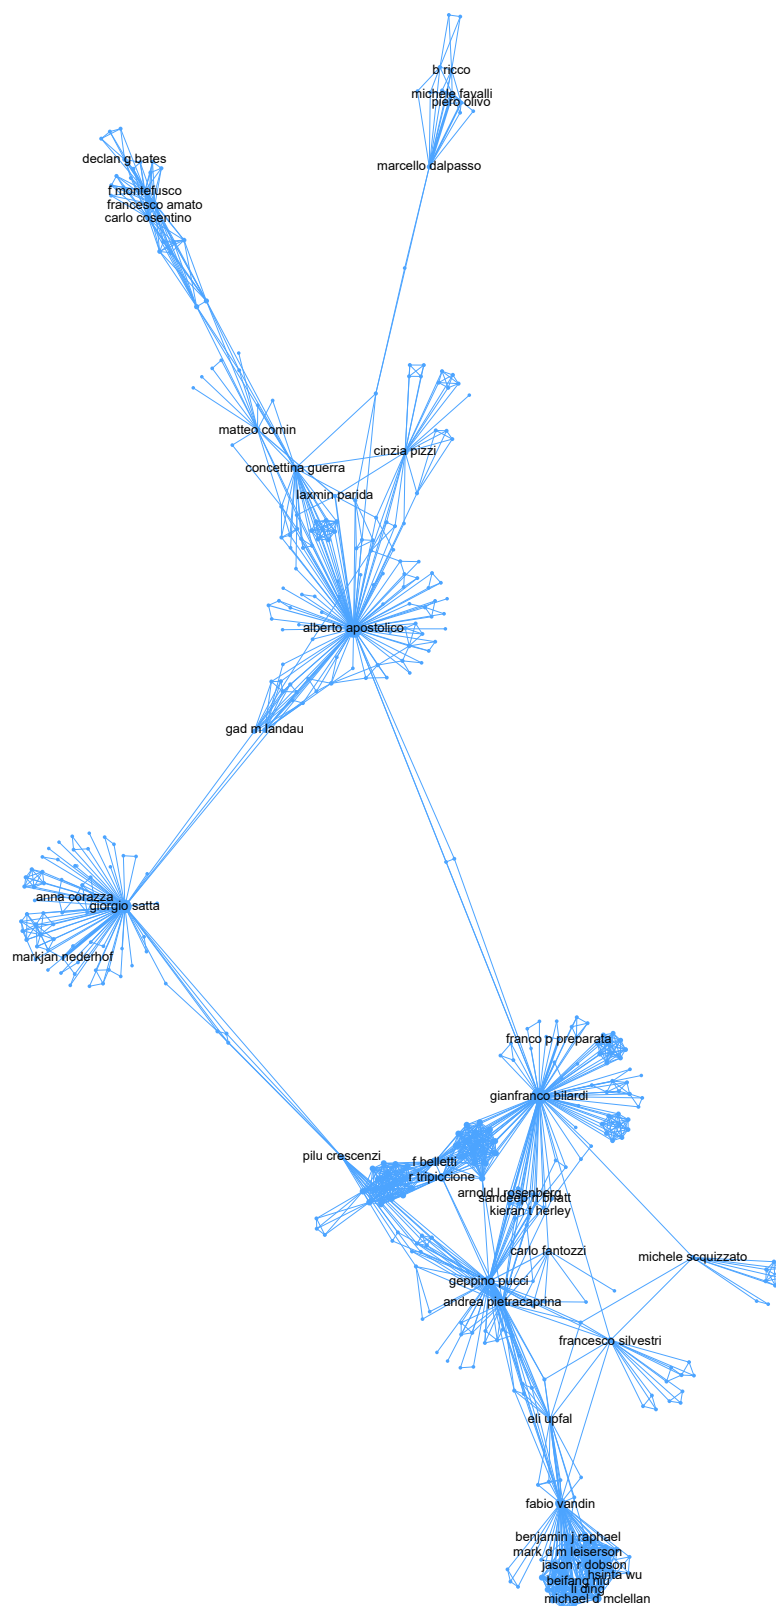 b ricco
michele favalli
piero olivo
declan g bates
marcello dalpasso
f montefusco
francesco amato
carlo cosentino
matteo comin
cinzia pizzi
concettina guerra
laxmin parida
alberto apostolico
gad m landau
anna corazza
giorgio satta
markjan nederhof
franco p preparata
gianfranco bilardi
pilu crescenzi
f belletti
r tripiccione
arnold l rosenberg
sandeep n bhatt
kieran t herley
carlo fantozzi
michele scquizzato
geppino pucci
andrea pietracaprina
francesco silvestri
eli upfal
fabio vandin
benjamin j raphael
mark d m leiserson
jason r dobson
hsinta wu
beifang niu
li ding
michael d mclellan